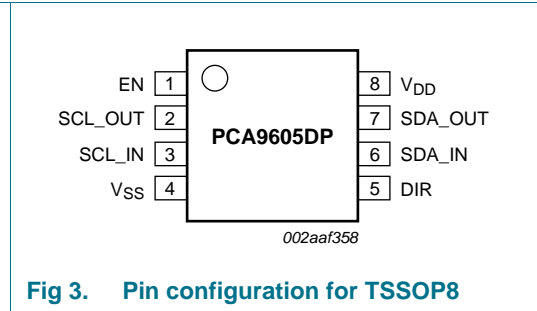 EN 1 8 VDD
SCL_OUT 2 7 SDA_OUT
PCA9605DP
SCL_IN 3 6 SDA_IN
VSS 4 5 DIR
002aaf358
Fig 3. Pin configuration for TSSOP8